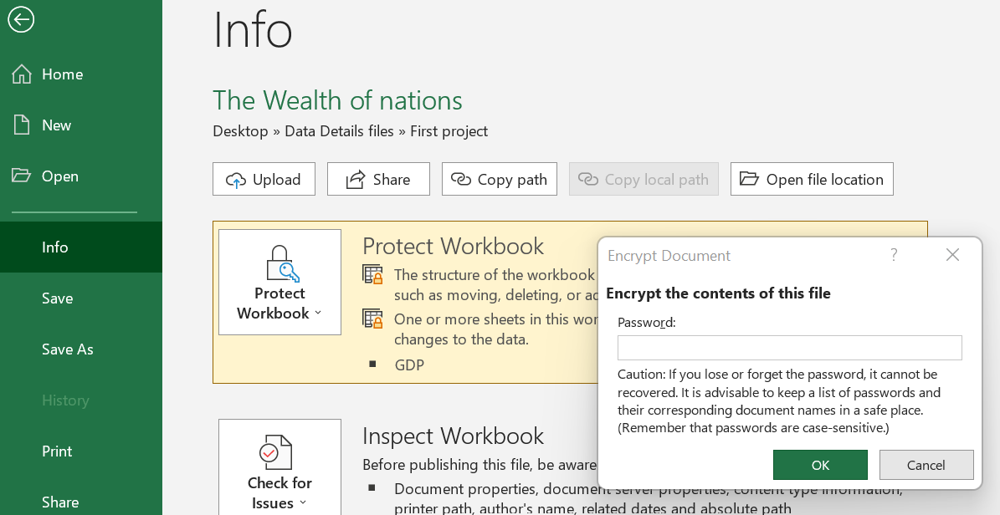 Info
The Wealth of nations
Desktop » Data Details files » First project
Home
New
Open
Info
Save
Save As
History
Print
Share
Upload
Share
Copy path
Copy local path
Open file location
Protect
Workbook
Protect Workbook
The structure of the workbook
such as moving, deleting, or
One or more sheets in this
changes to the data.
GDP
Encrypt Document
?
Encrypt the contents of this file
Password:
Caution: If you lose or forget the password, it cannot be
recovered. It is advisable to keep a list of passwords and
their corresponding document names in a safe place.
(Remember that passwords are case-sensitive.)
OK
Cancel
Check for
Issues
Inspect Workbook
Before publishing this file, be aware
Document properties, document server properties, content type information,
printer path, author's name, related dates and absolute path